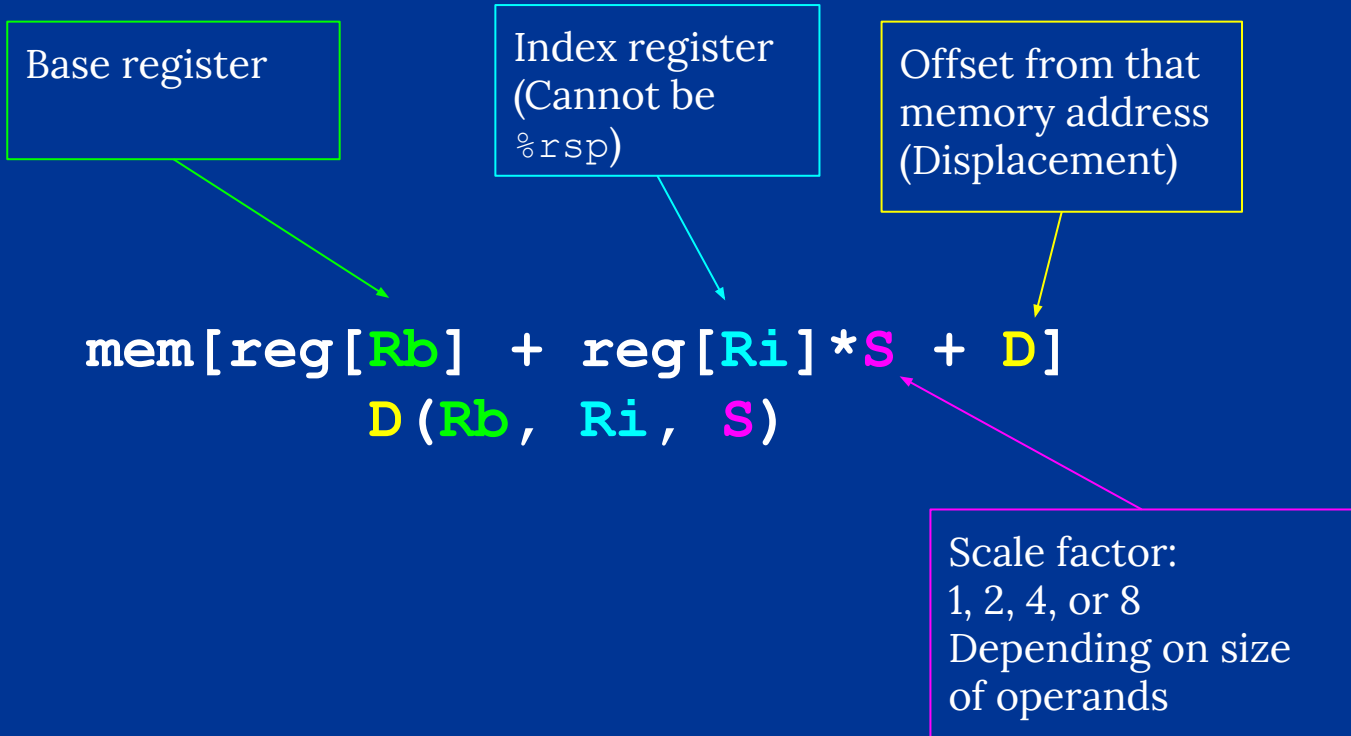 Base register
Index register
(Cannot be
%rsp)
Offset from that
memory address
(Displacement)
mem[reg[Rb] + reg[Ri]*S + D]
D(Rb, Ri, S)
Scale factor:
1, 2, 4, or 8
Depending on size
of operands